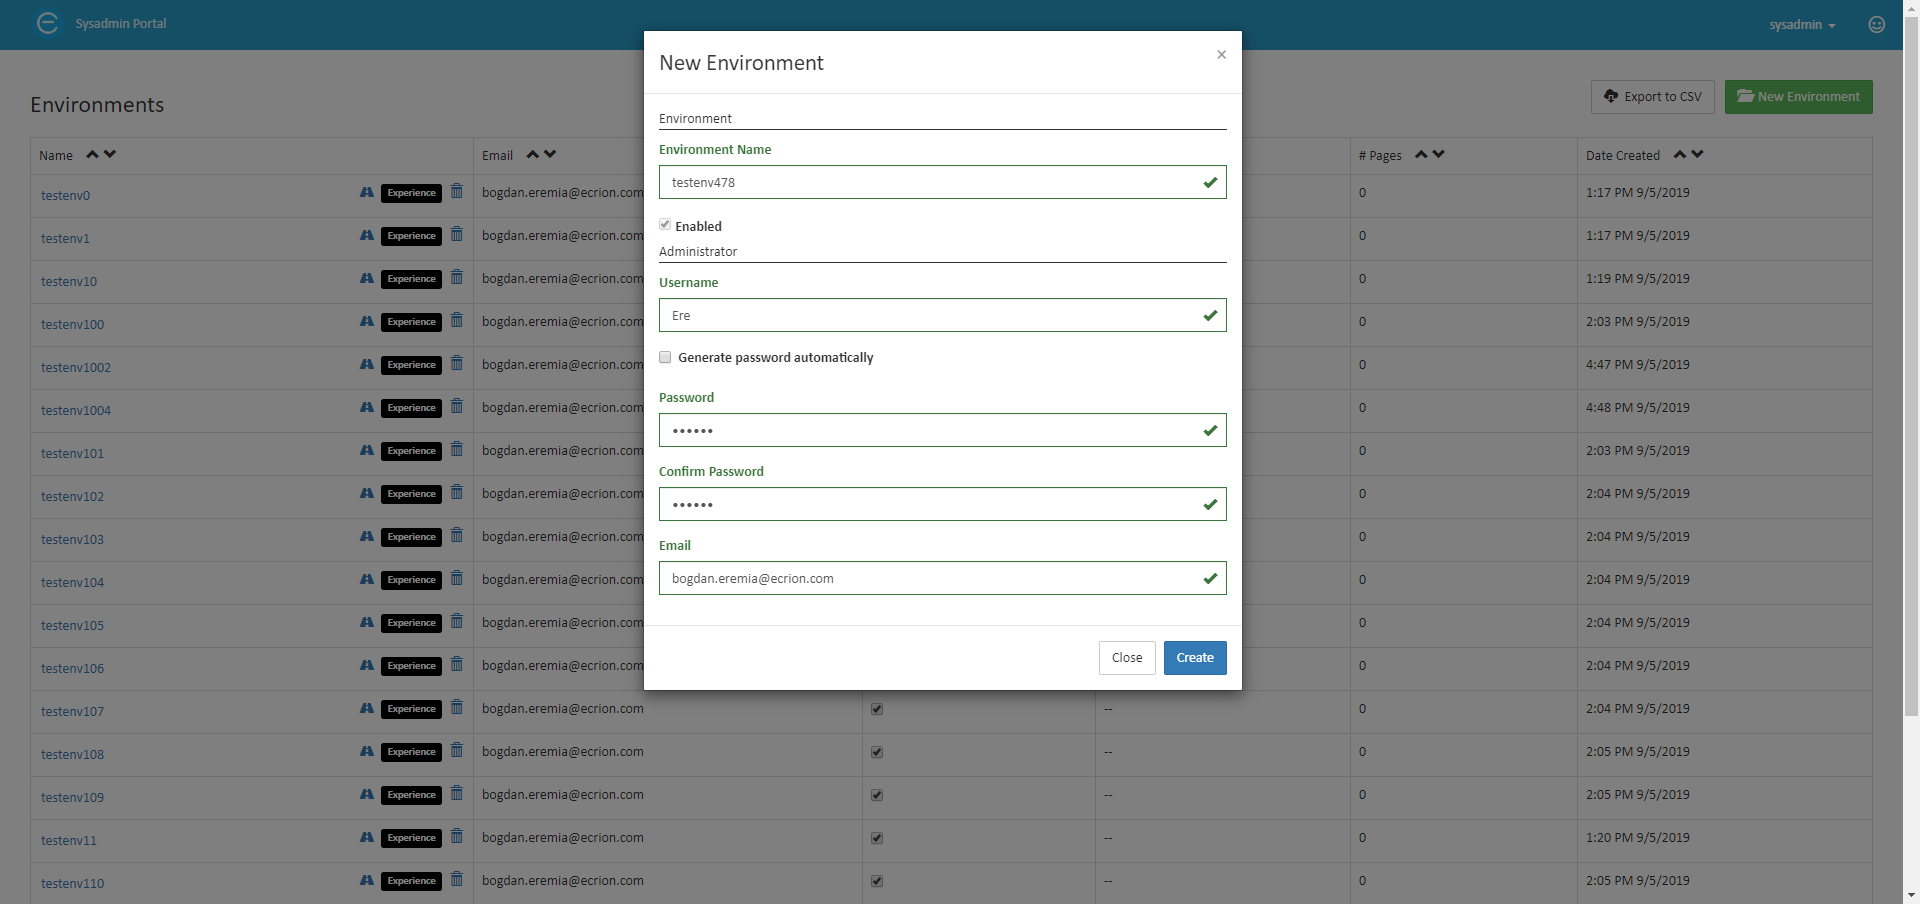 Sysadmin Portal
sysadmin
Environments
Export to CSV
New Environment
Name
Email
# Pages
Date Created
testenv0 Experience bogdan.eremia@ecrion.com 0 1:17 PM 9/5/2019
testenv1 Experience bogdan.eremia@ecrion.com 0 1:17 PM 9/5/2019
testenv10 Experience bogdan.eremia@ecrion.com 0 1:19 PM 9/5/2019
testenv100 Experience bogdan.eremia@ecrion.com 0 2:03 PM 9/5/2019
testenv1002 Experience bogdan.eremia@ecrion.com 0 4:47 PM 9/5/2019
testenv1004 Experience bogdan.eremia@ecrion.com 0 4:48 PM 9/5/2019
testenv101 Experience bogdan.eremia@ecrion.com 0 2:03 PM 9/5/2019
testenv102 Experience bogdan.eremia@ecrion.com 0 2:04 PM 9/5/2019
testenv103 Experience bogdan.eremia@ecrion.com 0 2:04 PM 9/5/2019
testenv104 Experience bogdan.eremia@ecrion.com 0 2:04 PM 9/5/2019
testenv105 Experience bogdan.eremia@ecrion.com 0 2:04 PM 9/5/2019
testenv106 Experience bogdan.eremia@ecrion.com 0 2:04 PM 9/5/2019
testenv107 Experience bogdan.eremia@ecrion.com -- 0 2:04 PM 9/5/2019
testenv108 Experience bogdan.eremia@ecrion.com -- 0 2:05 PM 9/5/2019
testenv109 Experience bogdan.eremia@ecrion.com -- 0 2:05 PM 9/5/2019
testenv11 Experience bogdan.eremia@ecrion.com -- 0 1:20 PM 9/5/2019
testenv110 Experience bogdan.eremia@ecrion.com -- 0 2:05 PM 9/5/2019
New Environment
×
Environment
Environment Name
testenv478
Enabled
Administrator
Username
Ere
Generate password automatically
Password
••••••
Confirm Password
••••••
Email
bogdan.eremia@ecrion.com
Close
Create